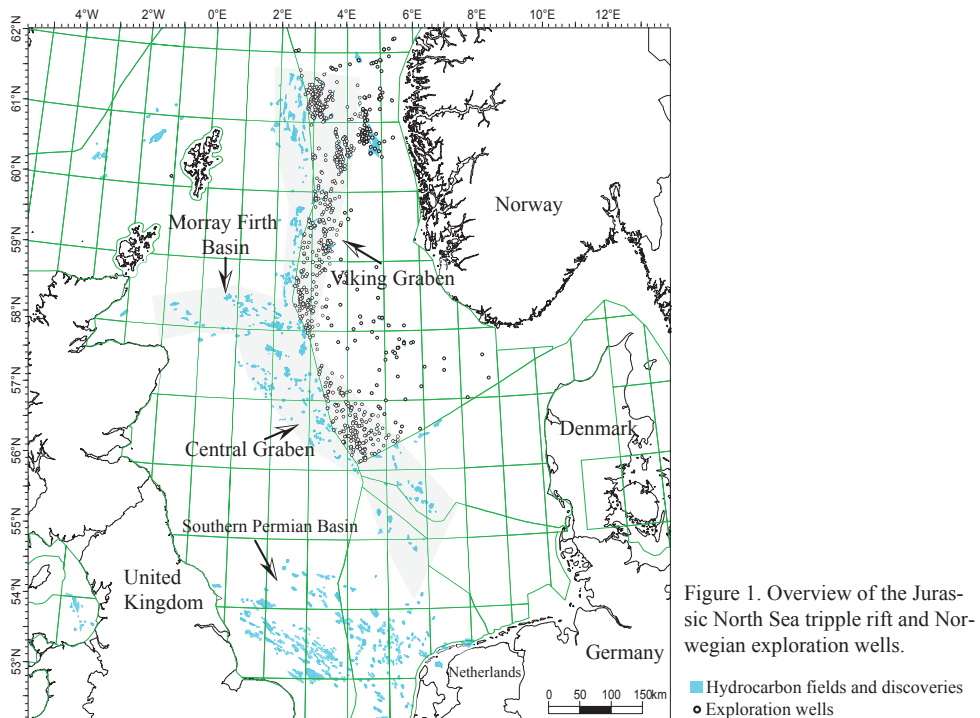 4°W 2°W 0°E 2°E 4°E 6°E 8°E 10°E 12°E
62°N
61°N
60°N
59°N
58°N
57°N
56°N
55°N
54°N
53°N
Norway
Morray Firth
Basin
Viking Graben
Central Graben
Denmark
Southern Permian Basin
United
Kingdom
Germany
Netherlands
0 50 100 150km
Figure 1. Overview of the Juras-
sic North Sea tripple rift and Nor-
wegian exploration wells.
Hydrocarbon fields and discoveries
Exploration wells